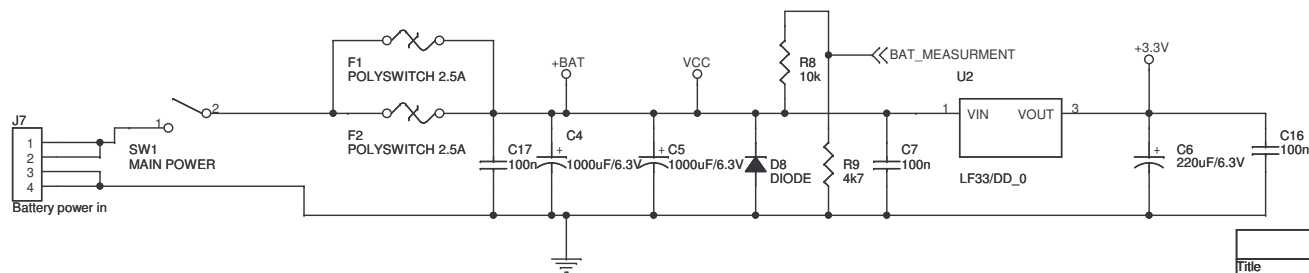 F1
POLYSWITCH 2.5A
+BAT
VCC
R8
10k
BAT_MEASURMENT
+3.3V
U2
J7
1
2
3
4
Battery power in
1
2
SW1
MAIN POWER
F2
POLYSWITCH 2.5A
C17
100n
+
C4
1000uF/6.3V
+
C5
1000uF/6.3V
D8
DIODE
R9
4k7
C7
100n
1
VIN
VOUT
3
LF33/DD_0
+
C6
220uF/6.3V
C16
100n
Title